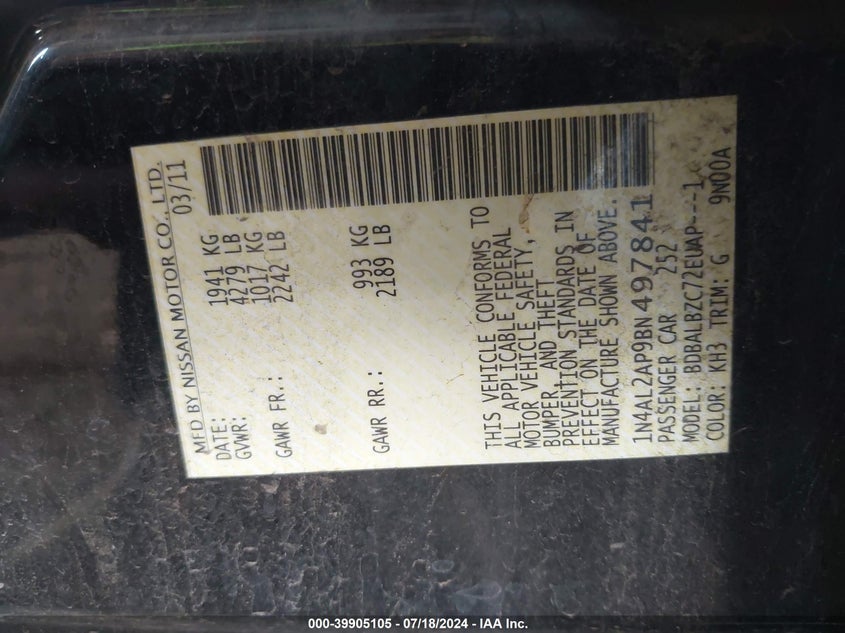 MFD BY NISSAN MOTOR CO., LTD.
DATE: 03/11
GVWR: 1941 KG
4279 LB
GAWR FR.: 1017 KG
2242 LB
GAWR RR.: 993 KG
2189 LB
THIS VEHICLE CONFORMS TO
ALL APPLICABLE FEDERAL
MOTOR VEHICLE SAFETY,
BUMPER, AND THEFT
PREVENTION STANDARDS IN
EFFECT ON THE DATE OF
MANUFACTURE SHOWN ABOVE.
1N4AL2AP9BN497841
PASSENGER CAR 252
MODEL: BDBALBZC72EUAP---1
COLOR: KH3 TRIM: G 9N00A
000-39905105 - 07/18/2024 - IAA Inc.